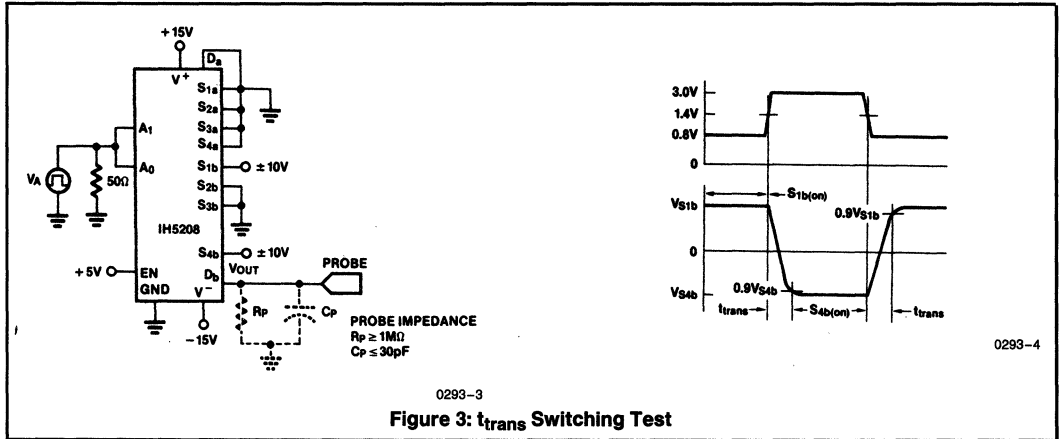 +15V
Da
V+
S1a
S2a
S3a
S4a
A1
A0
VA
50Ω
S1b
±10V
S2b
S3b
IH5208
S4b
±10V
VOUT
PROBE
+5V
EN
Db
GND
V−
−15V
RP
CP
PROBE IMPEDANCE
RP ≥ 1MΩ
CP ≤ 30pF
0293–3
3.0V
1.4V
0.8V
0
S1b(on)
VS1b
0.9VS1b
0
0.9VS4b
VS4b
ttrans
S4b(on)
ttrans
0293–4
Figure 3: ttrans Switching Test